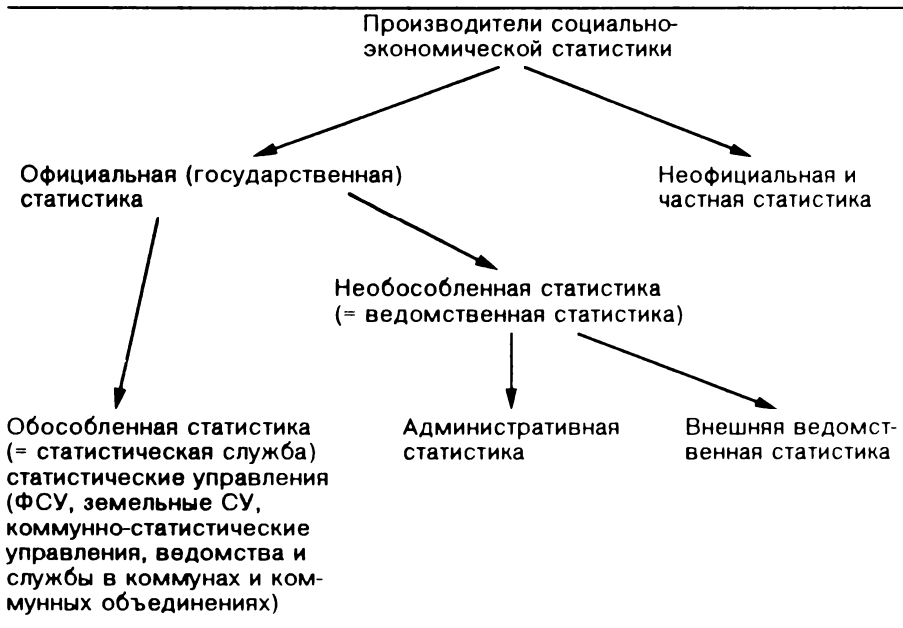 Производители социально-
экономической статистики
Официальная (государственная)
статистика
Неофициальная и
частная статистика
Необособленная статистика
(= ведомственная статистика)
Обособленная статистика
(= статистическая служба)
статистические управления
(ФСУ, земельные СУ,
коммунно-статистические
управления, ведомства и
службы в коммунах и ком-
мунных объединениях)
Административная
статистика
Внешняя ведомст-
венная статистика